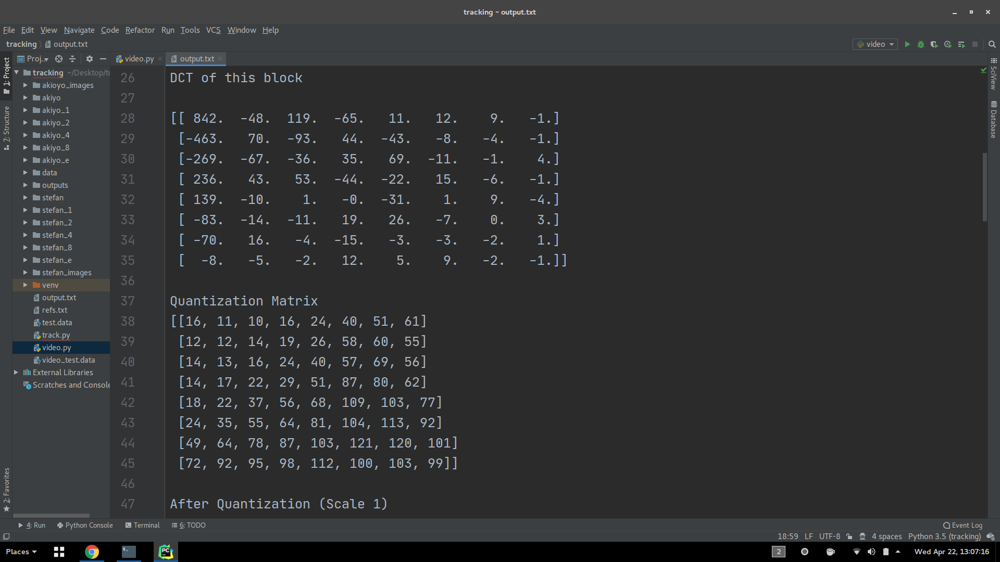 tracking – output.txt
File Edit View Navigate Code Refactor Run Tools VCS Window Help
tracking output.txt
video
Proj..
video.py
output.txt
1: Project
7: Structure
2: Favorites
SciView
Database
tracking ~/Desktop/tr
akioyo_images
akiyo
akiyo_1
akiyo_2
akiyo_4
akiyo_8
akiyo_e
data
outputs
stefan
stefan_1
stefan_2
stefan_4
stefan_8
stefan_e
stefan_images
venv
output.txt
refs.txt
test.data
track.py
video.py
video_test.data
External Libraries
Scratches and Console
26 DCT of this block
27
28 [[ 842. -48. 119. -65. 11. 12. 9. -1.]
29 [-463. 70. -93. 44. -43. -8. -4. -1.]
30 [-269. -67. -36. 35. 69. -11. -1. 4.]
31 [ 236. 43. 53. -44. -22. 15. -6. -1.]
32 [ 139. -10. 1. -0. -31. 1. 9. -4.]
33 [ -83. -14. -11. 19. 26. -7. 0. 3.]
34 [ -70. 16. -4. -15. -3. -3. -2. 1.]
35 [ -8. -5. -2. 12. 5. 9. -2. -1.]]
36
37 Quantization Matrix
38 [[16, 11, 10, 16, 24, 40, 51, 61]
39 [12, 12, 14, 19, 26, 58, 60, 55]
40 [14, 13, 16, 24, 40, 57, 69, 56]
41 [14, 17, 22, 29, 51, 87, 80, 62]
42 [18, 22, 37, 56, 68, 109, 103, 77]
43 [24, 35, 55, 64, 81, 104, 113, 92]
44 [49, 64, 78, 87, 103, 121, 120, 101]
45 [72, 92, 95, 98, 112, 100, 103, 99]]
46
47 After Quantization (Scale 1)
4: Run Python Console Terminal 6: TODO Event Log
18:59 LF UTF-8 4 spaces Python 3.5 (tracking)
Places PC 2 Wed Apr 22, 13:07:16